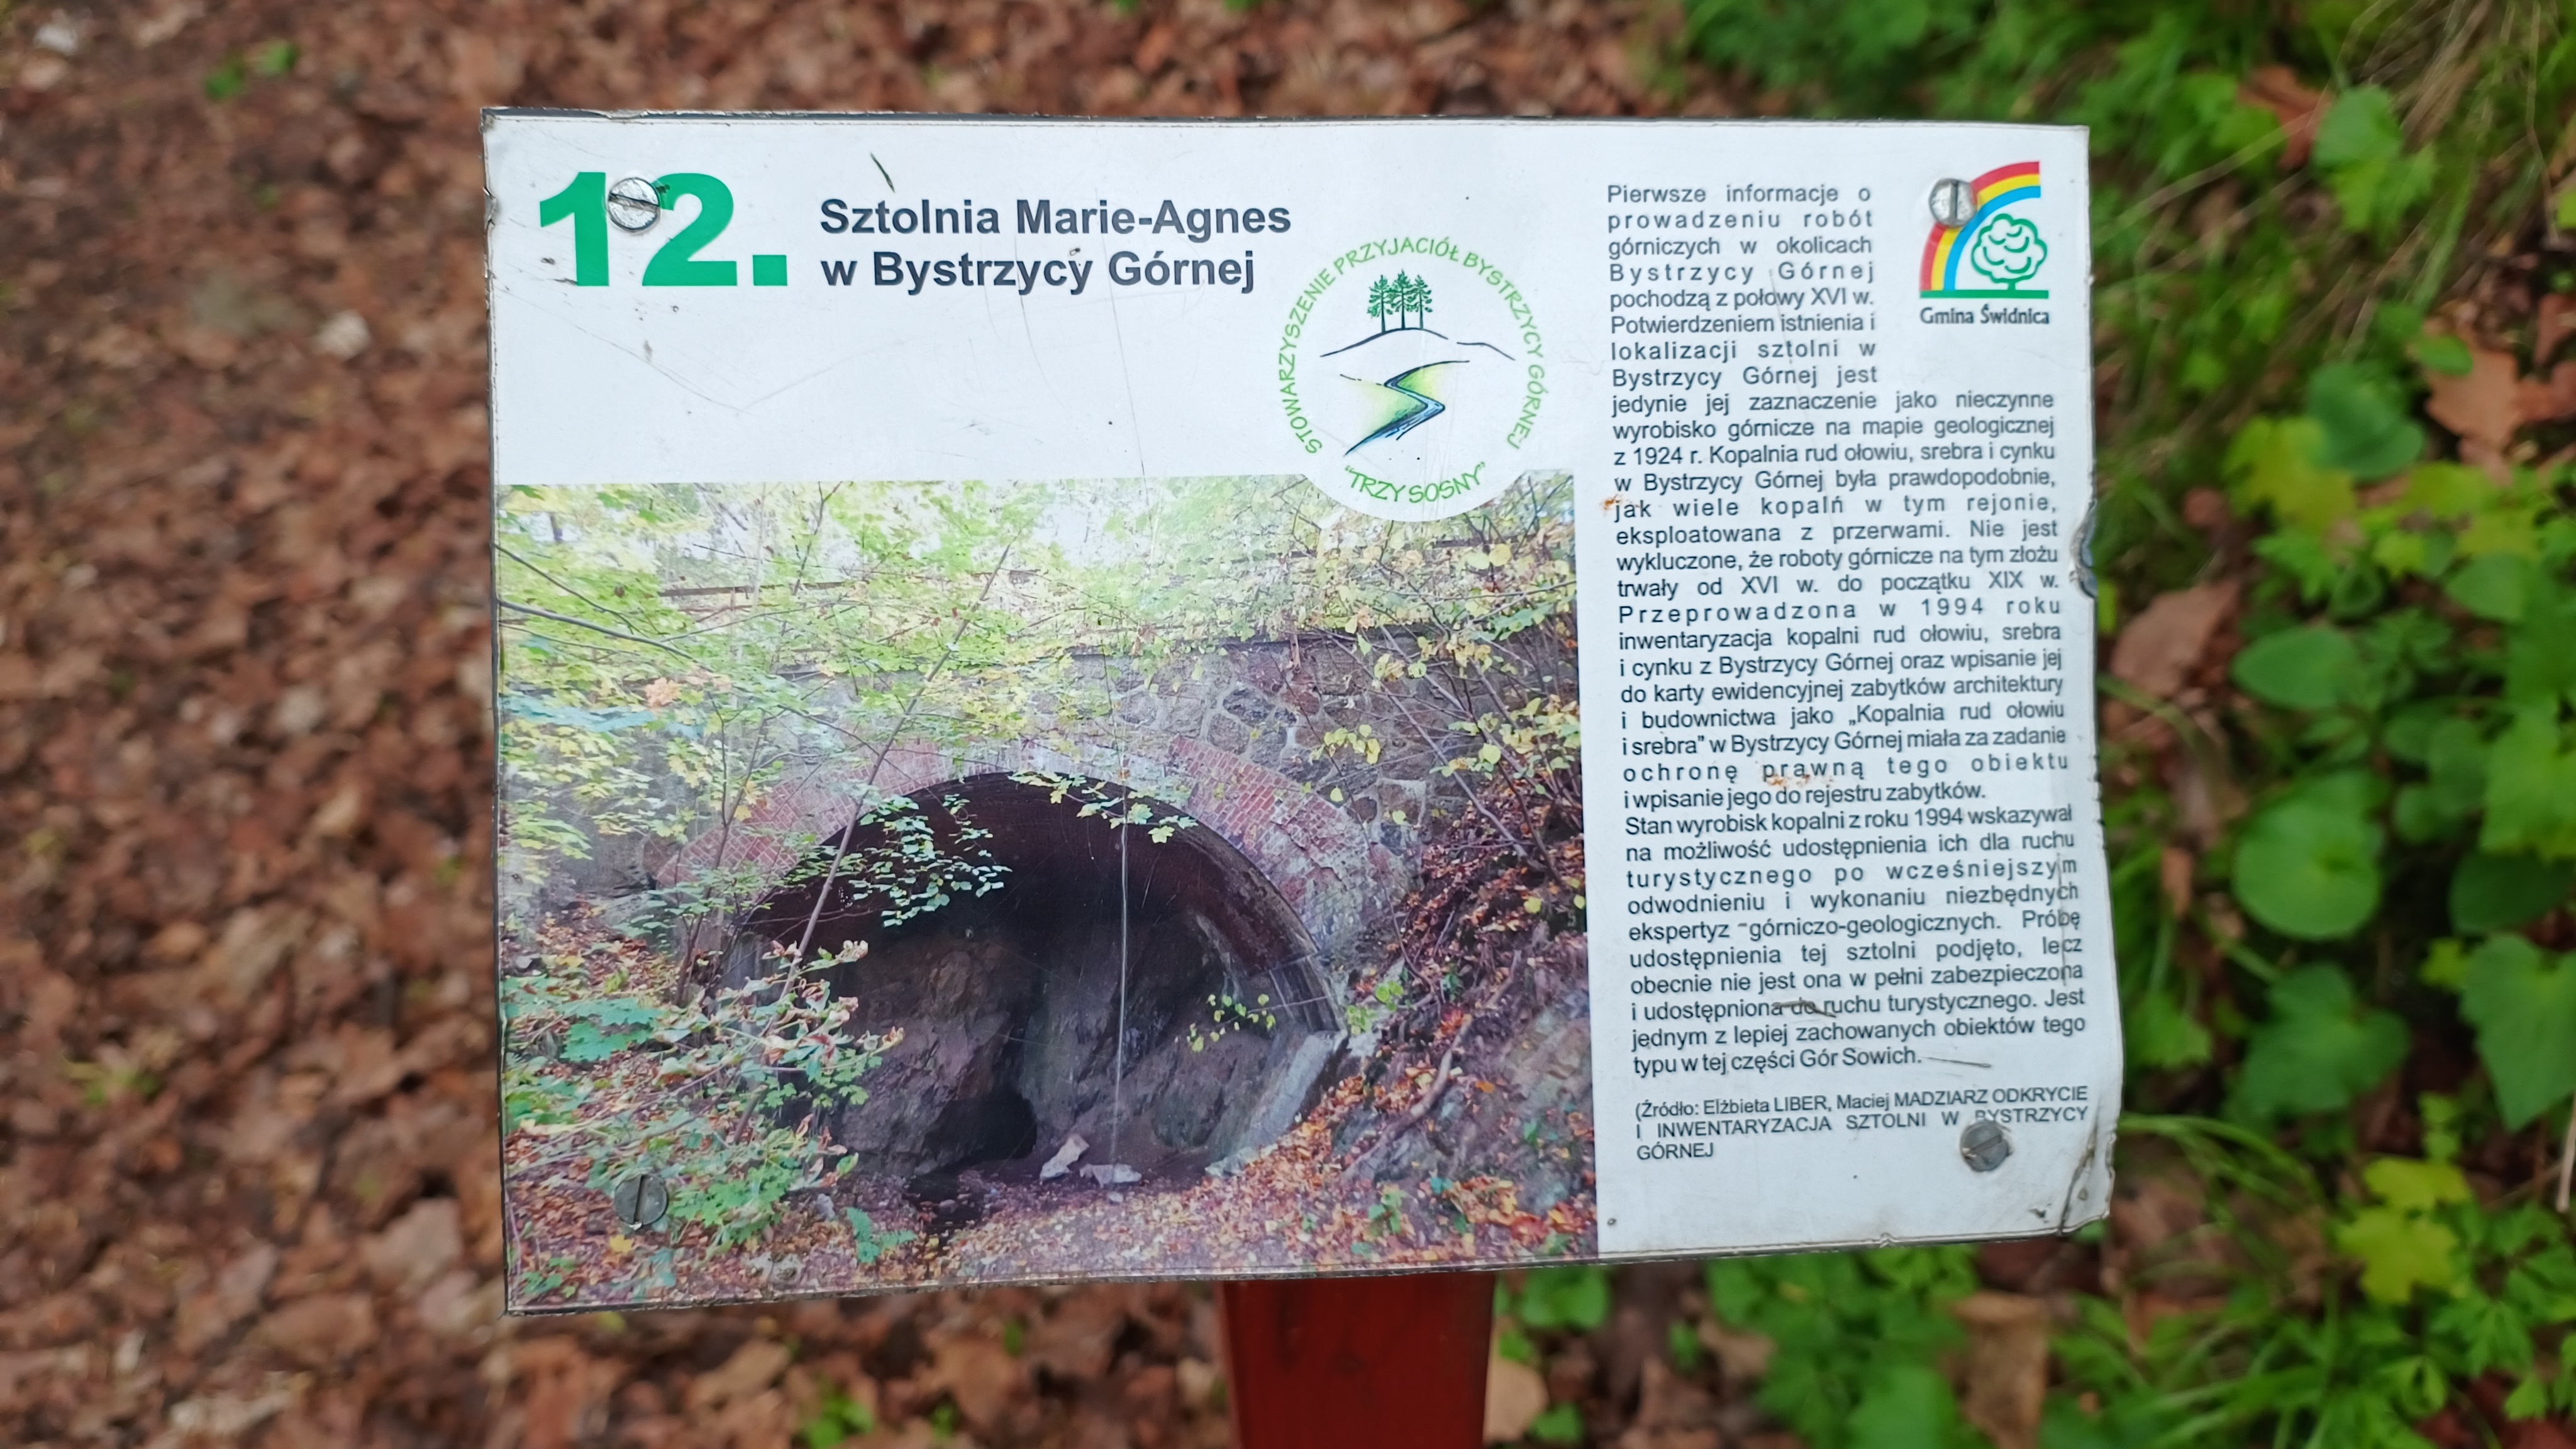 12.
Sztolnia Marie-Agnes
w Bystrzycy Górnej
STOWARZYSZENIE PRZYJACIÓŁ BYSTRZYCY GÓRNEJ
"TRZY SOSNY"
Gmina Świdnica
Pierwsze informacje o
prowadzeniu robót
górniczych w okolicach
Bystrzycy Górnej
pochodzą z połowy XVI w.
Potwierdzeniem istnienia i
lokalizacji sztolni w
Bystrzycy Górnej jest
jedynie jej zaznaczenie jako nieczynne
wyrobisko górnicze na mapie geologicznej
z 1924 r. Kopalnia rud ołowiu, srebra i cynku
w Bystrzycy Górnej była prawdopodobnie,
jak wiele kopalń w tym rejonie,
eksploatowana z przerwami. Nie jest
wykluczone, że roboty górnicze na tym złożu
trwały od XVI w. do początku XIX w.
Przeprowadzona w 1994 roku
inwentaryzacja kopalni rud ołowiu, srebra
i cynku z Bystrzycy Górnej oraz wpisanie jej
do karty ewidencyjnej zabytków architektury
i budownictwa jako „Kopalnia rud ołowiu
i srebra” w Bystrzycy Górnej miała za zadanie
ochronę prawną tego obiektu
i wpisanie jego do rejestru zabytków.
Stan wyrobisk kopalni z roku 1994 wskazywał
na możliwość udostępnienia ich dla ruchu
turystycznego po wcześniejszym
odwodnieniu i wykonaniu niezbędnych
ekspertyz górniczo-geologicznych. Próbę
udostępnienia tej sztolni podjęto, lecz
obecnie nie jest ona w pełni zabezpieczona
i udostępniona do ruchu turystycznego. Jest
jednym z lepiej zachowanych obiektów tego
typu w tej części Gór Sowich.
(Źródło: Elżbieta LIBER, Maciej MADZIARZ ODKRYCIE
I INWENTARYZACJA SZTOLNI W BYSTRZYCY
GÓRNEJ